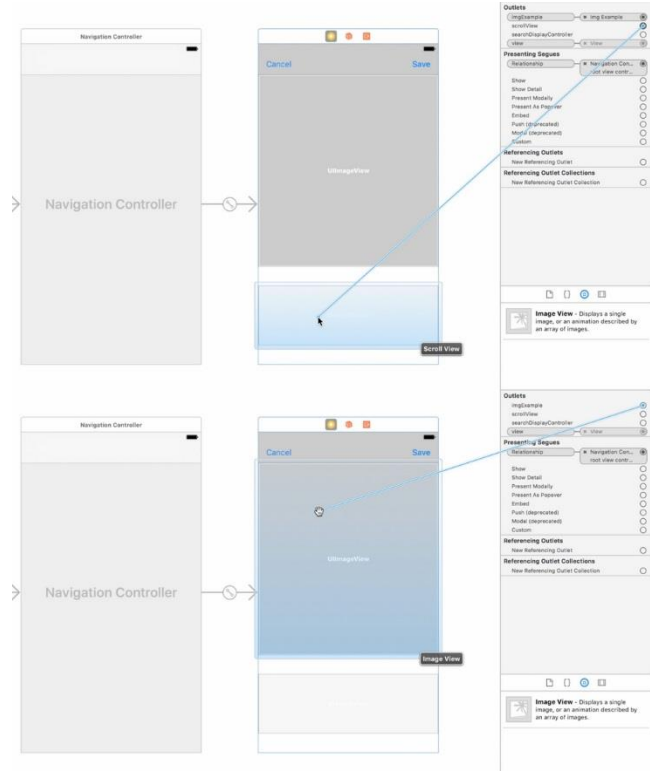 Navigation Controller
Navigation Controller
Cancel
Save
UIImageView
Scroll View
Outlets
imgExample
img Example
scrollView
searchDisplayController
view
View
Presenting Segues
Relationship
Navigation Con...
root view contr...
Show
Show Detail
Present Modally
Present As Popover
Embed
Push (deprecated)
Modal (deprecated)
Custom
Referencing Outlets
New Referencing Outlet
Referencing Outlet Collections
New Referencing Outlet Collection
Image View - Displays a single
image, or an animation described by
an array of images.
Navigation Controller
Navigation Controller
Cancel
Save
UIImageView
Image View
Outlets
imgExample
scrollView
searchDisplayController
view
View
Presenting Segues
Relationship
Navigation Con...
root view contr...
Show
Show Detail
Present Modally
Present As Popover
Embed
Push (deprecated)
Modal (deprecated)
Custom
Referencing Outlets
New Referencing Outlet
Referencing Outlet Collections
New Referencing Outlet Collection
Image View - Displays a single
image, or an animation described by
an array of images.